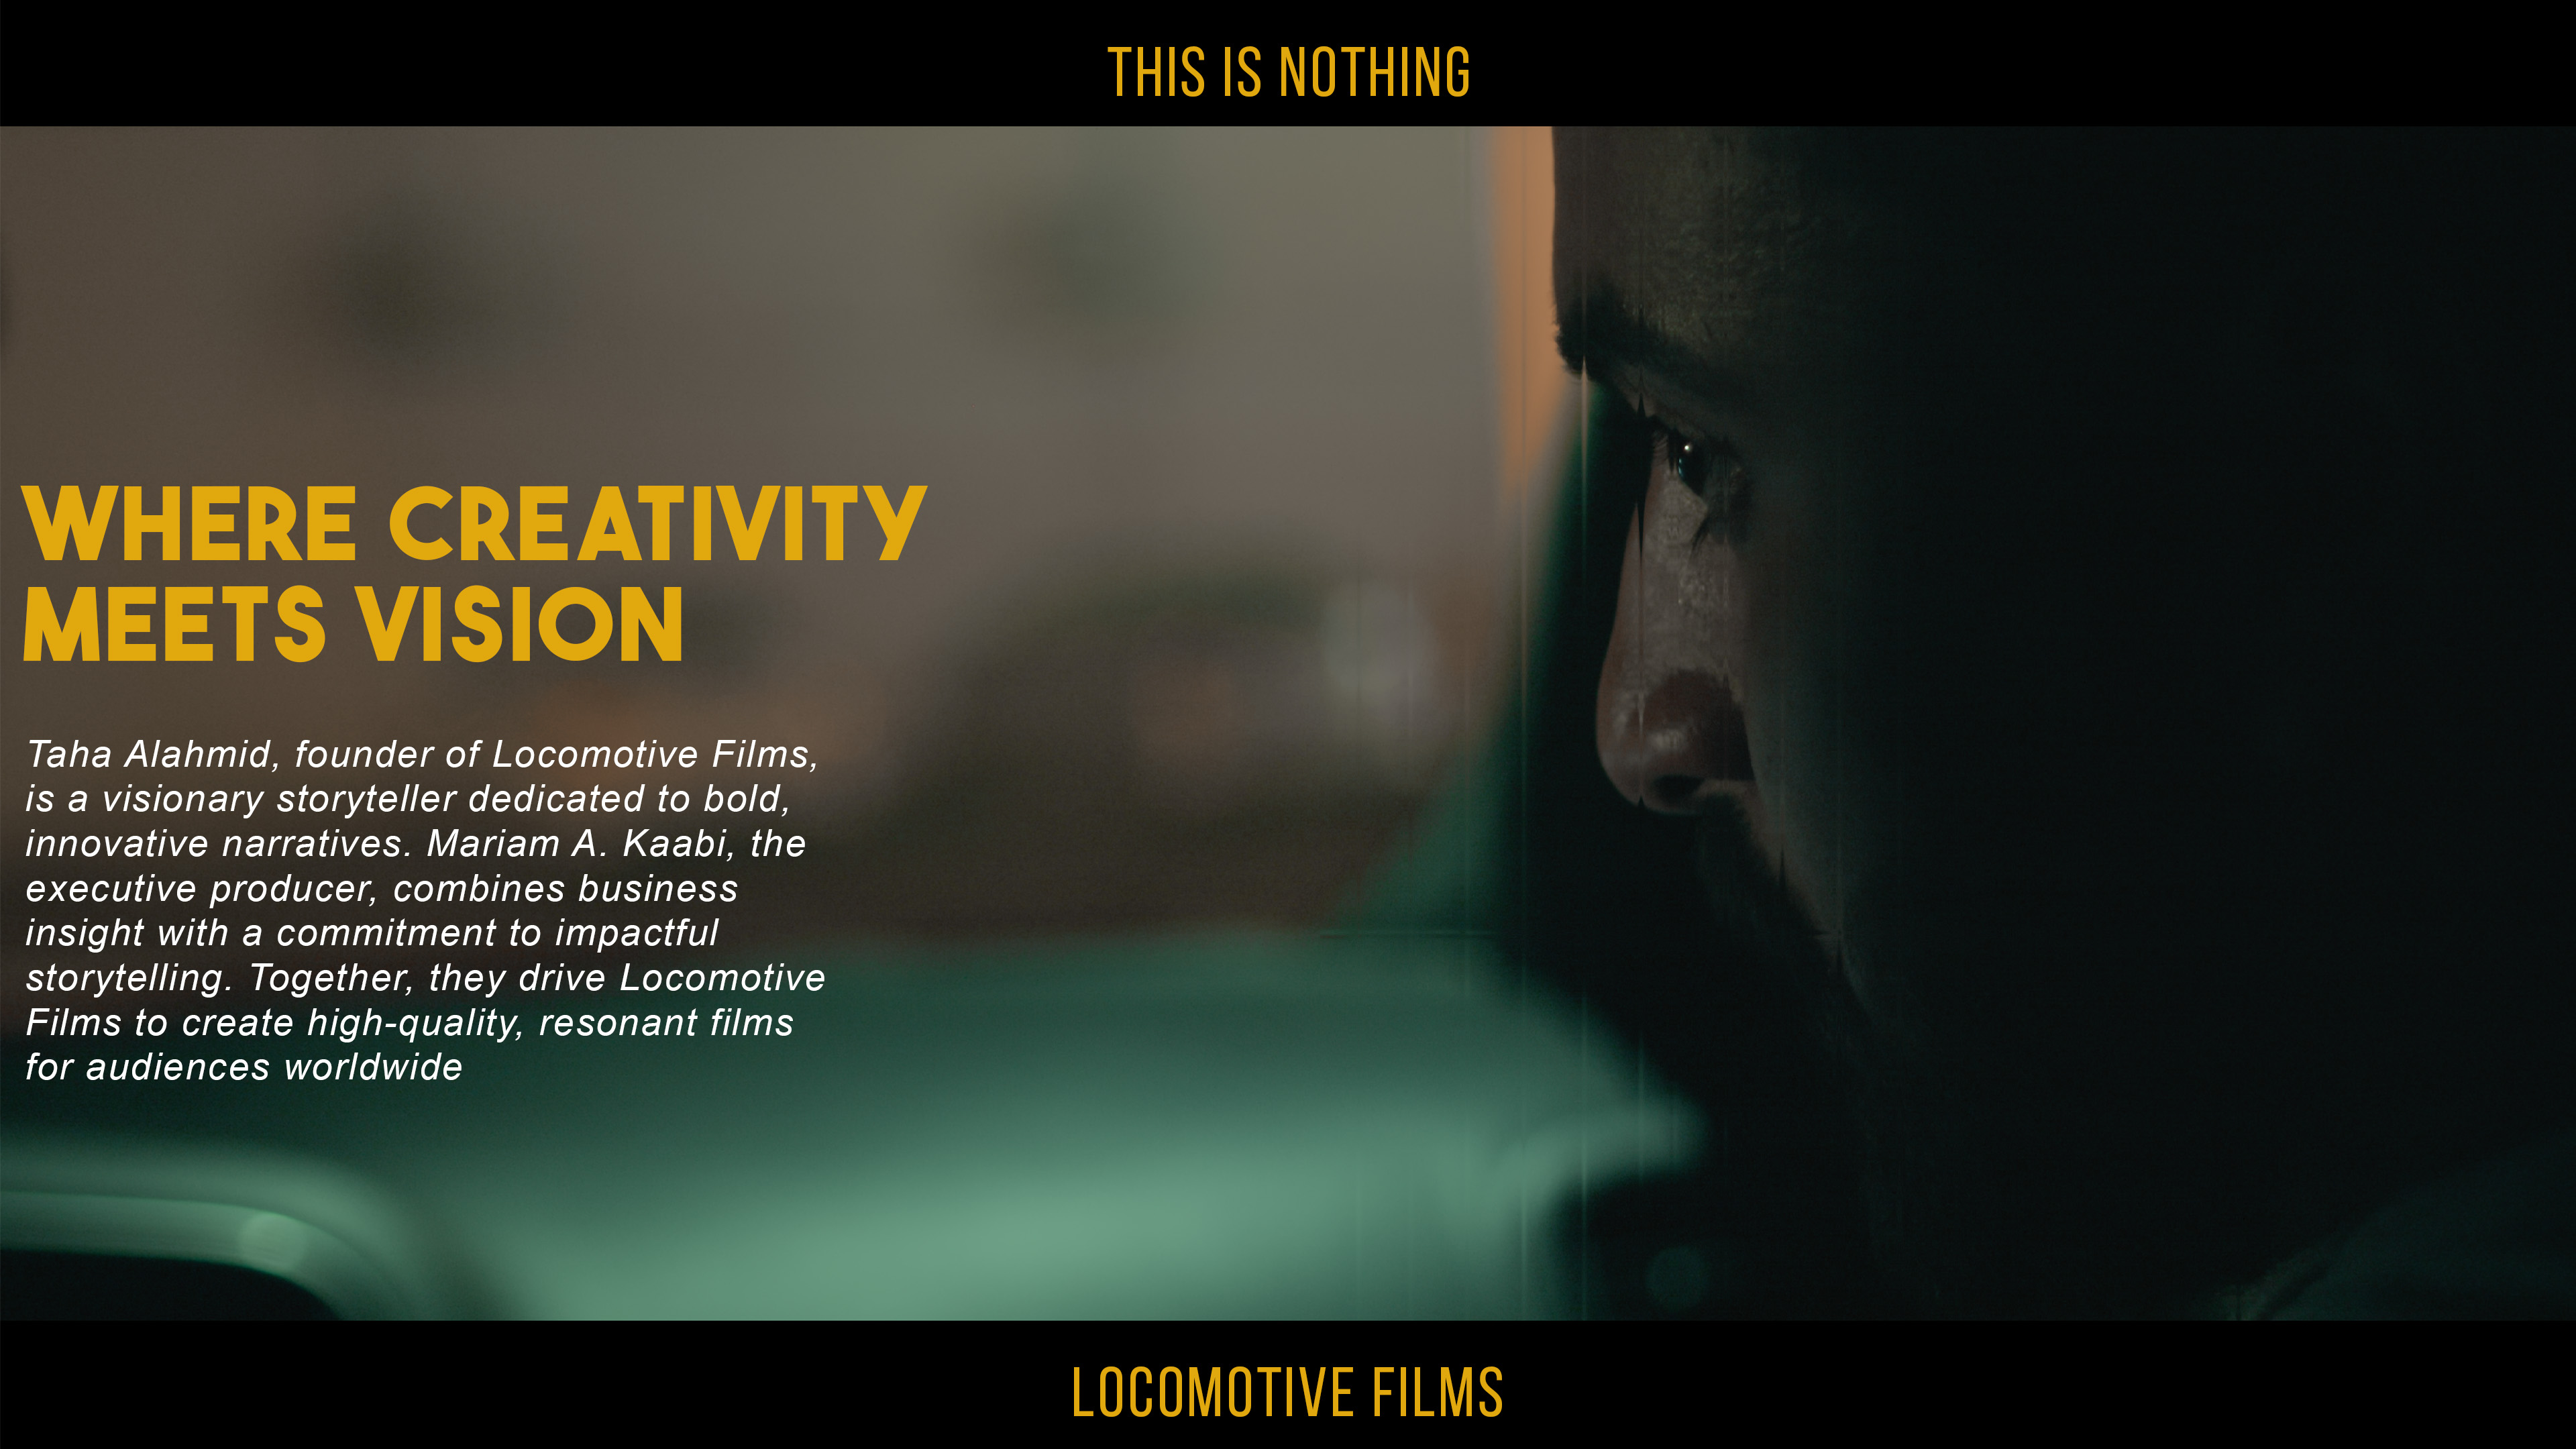 THIS IS NOTHING
WHERE CREATIVITY
MEETS VISION
Taha Alahmid, founder of Locomotive Films,
is a visionary storyteller dedicated to bold,
innovative narratives. Mariam A. Kaabi, the
executive producer, combines business
insight with a commitment to impactful
storytelling. Together, they drive Locomotive
Films to create high-quality, resonant films
for audiences worldwide
LOCOMOTIVE FILMS